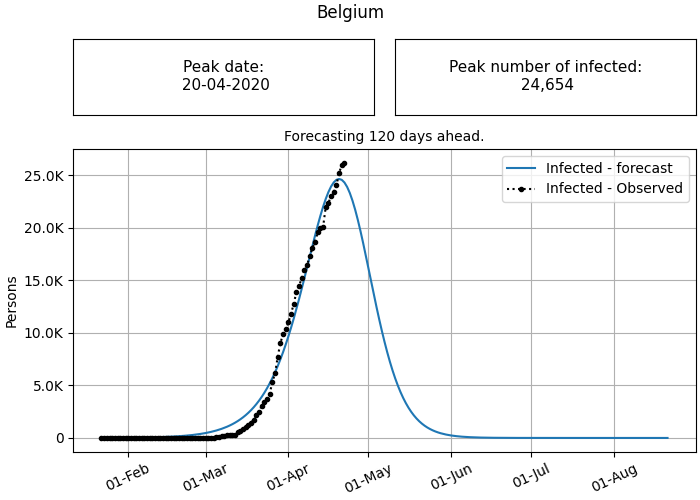 Belgium
Peak date:
20-04-2020
Peak number of infected:
24,654
Forecasting 120 days ahead.
Infected - forecast
Infected - Observed
Persons
25.0K
20.0K
15.0K
10.0K
5.0K
0
01-Feb
01-Mar
01-Apr
01-May
01-Jun
01-Jul
01-Aug